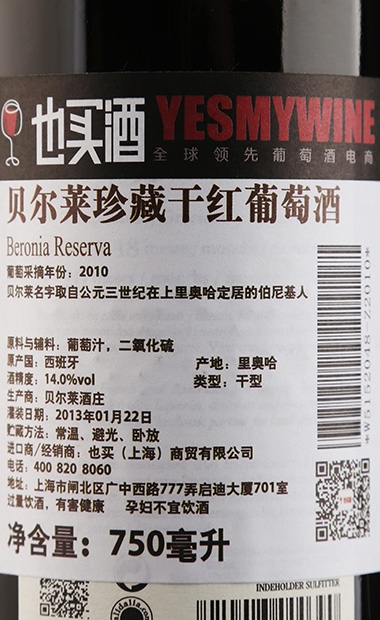 也买酒 YESMYWINE
全球领先葡萄酒电商
贝尔莱珍藏干红葡萄酒
Beronia Reserva
葡萄采摘年份：2010
贝尔莱名字取自公元三世纪在上里奥哈定居的伯尼基人
原料与辅料：葡萄汁，二氧化硫
原产国：西班牙 产地：里奥哈
酒精度：14.0%vol 类型：干型
生产商：贝尔莱酒庄
灌装日期：2013年01月22日
贮藏方法：常温、避光、卧放
进口商/经销商：也买（上海）商贸有限公司
电话：400 820 8060
地址：上海市闸北区广中西路777弄启迪大厦701室
过量饮酒，有害健康 孕妇不宜饮酒
净含量：750毫升
*W5152048-Z2010*
INDEHOLDER SULFITTER